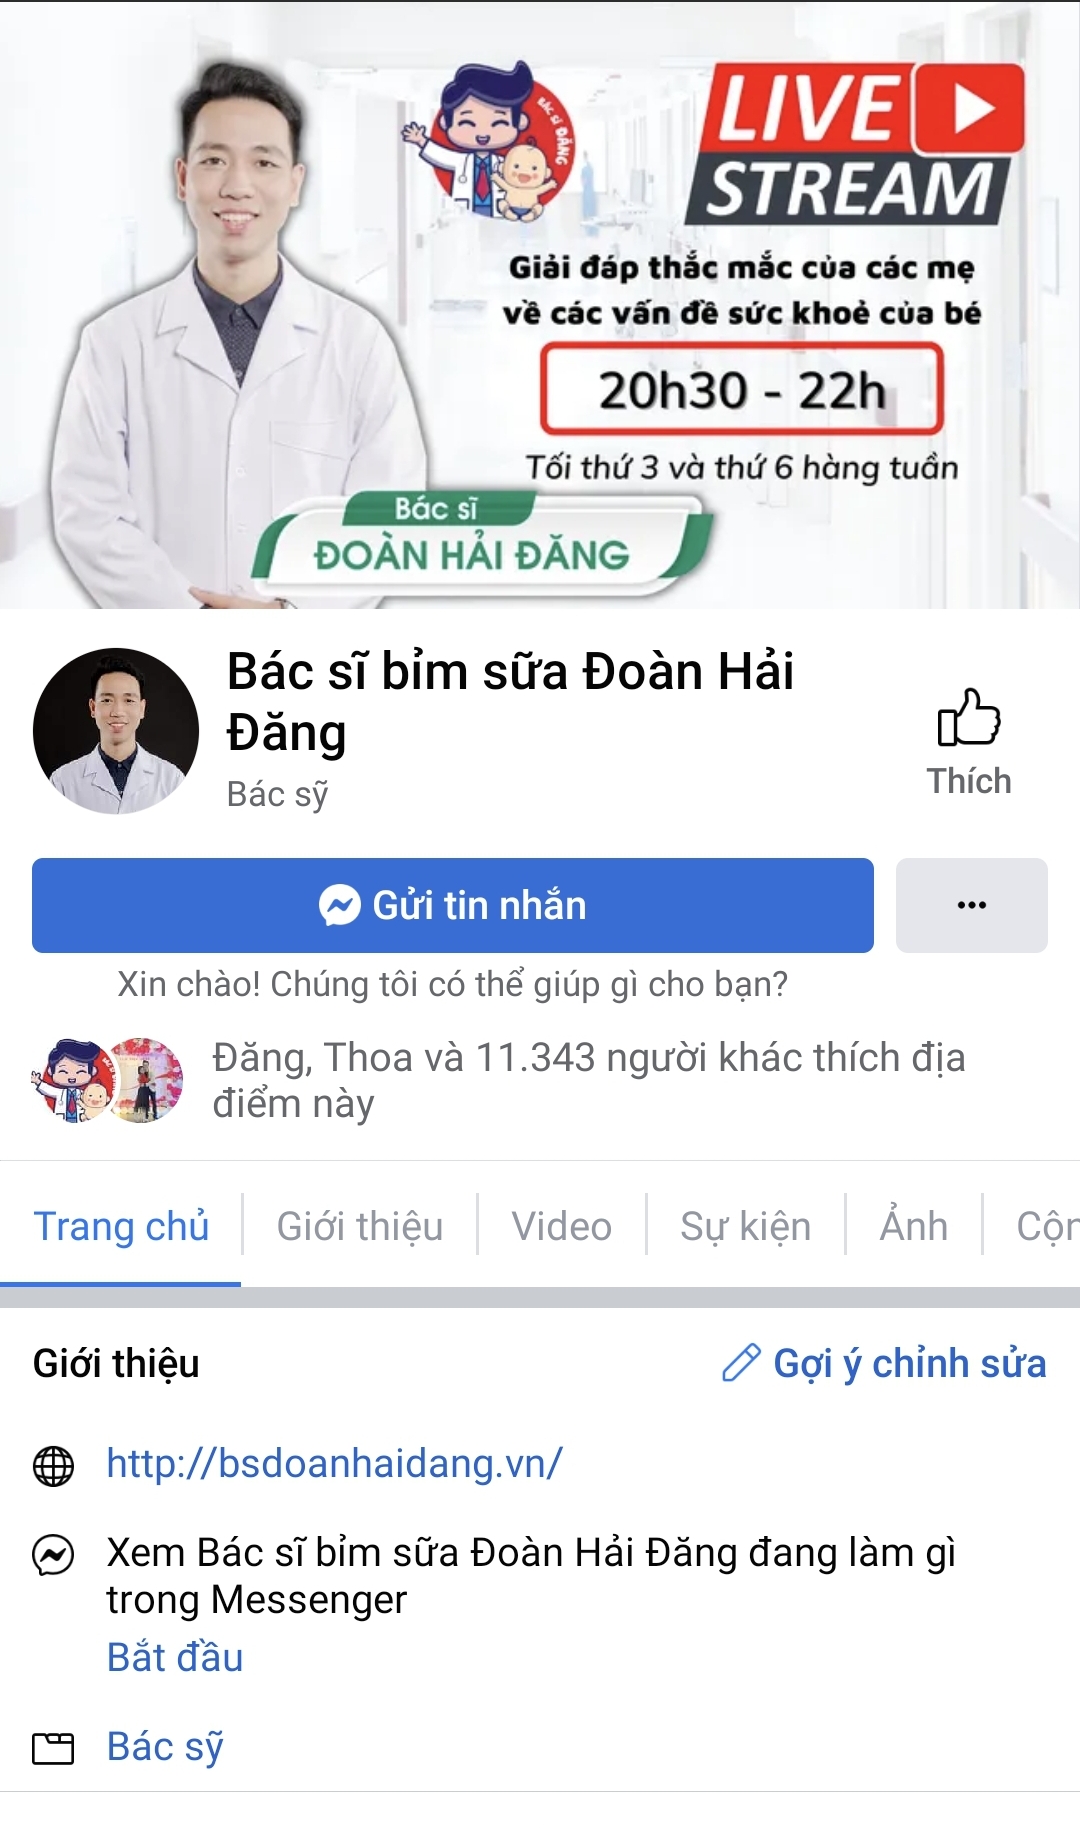 BÁC SĨ ĐĂNG
LIVE
STREAM
Giải đáp thắc mắc của các mẹ
về các vấn đề sức khoẻ của bé
20h30 - 22h
Tối thứ 3 và thứ 6 hàng tuần
Bác sĩ
ĐOÀN HẢI ĐĂNG
Bác sĩ bỉm sữa Đoàn Hải
Đăng
Bác sỹ
Thích
Gửi tin nhắn
Xin chào! Chúng tôi có thể giúp gì cho bạn?
Đăng, Thoa và 11.343 người khác thích địa
điểm này
Trang chủ
Giới thiệu
Video
Sự kiện
Ảnh
Giới thiệu
Gợi ý chỉnh sửa
http://bsdoanhaidang.vn/
Xem Bác sĩ bỉm sữa Đoàn Hải Đăng đang làm gì
trong Messenger
Bắt đầu
Bác sỹ